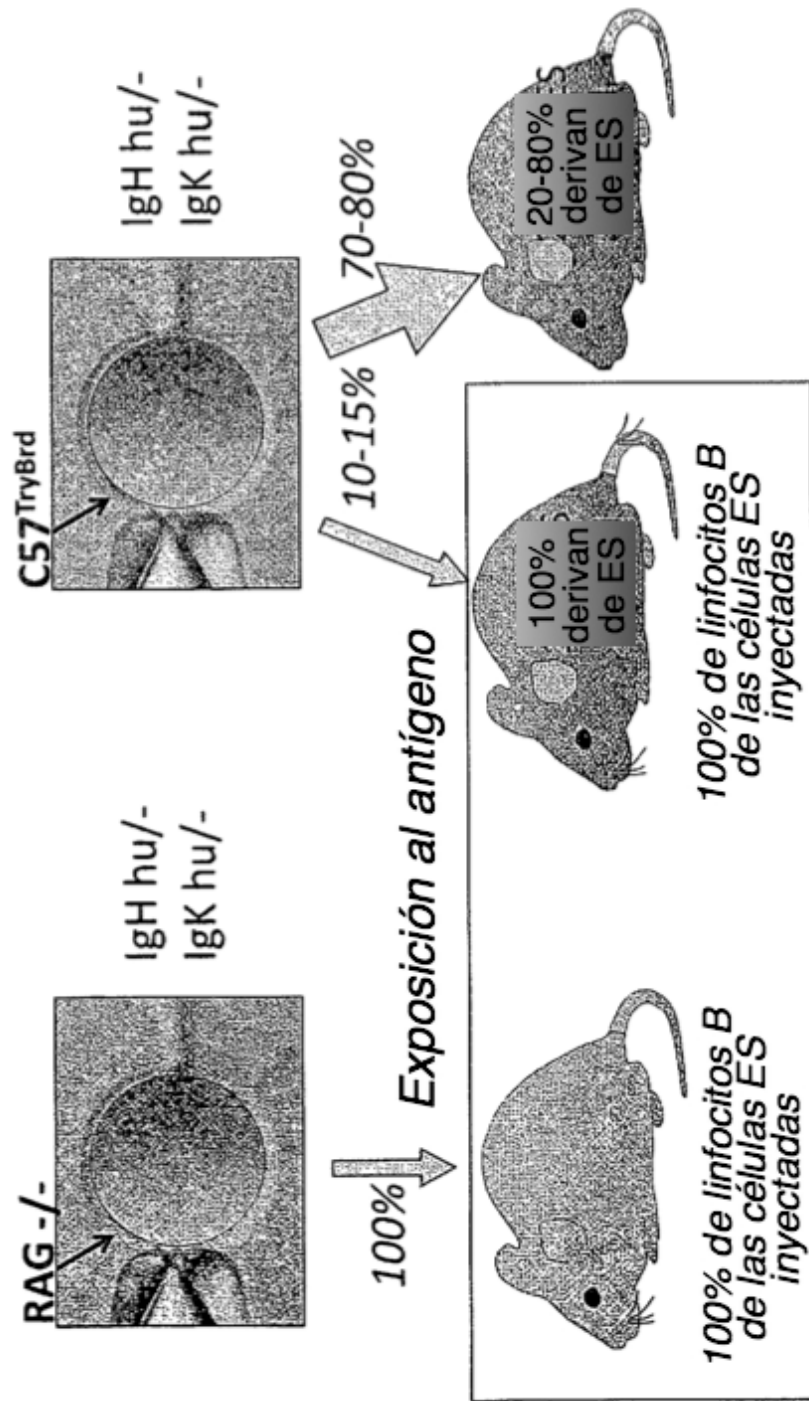 RAG -/-
IgH hu/-
IgK hu/-
100%
C57TryBrd
IgH hu/-
IgK hu/-
10-15%
70-80%
Exposición al antígeno
100% de linfocitos B
de las células ES
inyectadas
100%
derivan
de ES
100% de linfocitos B
de las células ES
inyectadas
20-80%
derivan
de ES